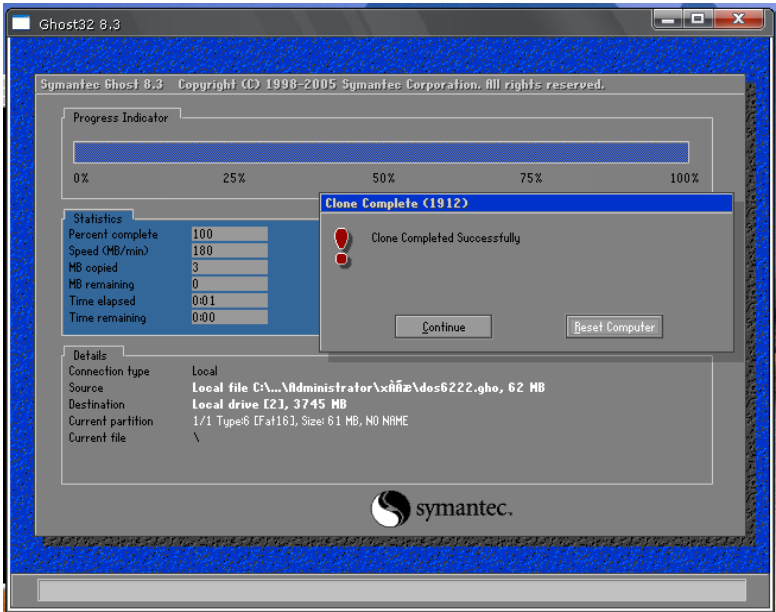 Ghost32 8.3
Symantec Ghost 8.3 Copyright (C) 1998-2005 Symantec Corporation. All rights reserved.
Progress Indicator
0% 25% 50% 75% 100%
Clone Complete (1912)
Clone Completed Successfully
Continue Reset Computer
Statistics
Percent complete 100
Speed (MB/min) 180
MB copied 3
MB remaining 0
Time elapsed 0:01
Time remaining 0:00
Details
Connection type Local
Source Local file C:\...\Administrator\xÀÃæ\dos6222.gho, 62 MB
Destination Local drive [2], 3745 MB
Current partition 1/1 Type:6 [Fat16], Size: 61 MB, NO NAME
Current file \
symantec.